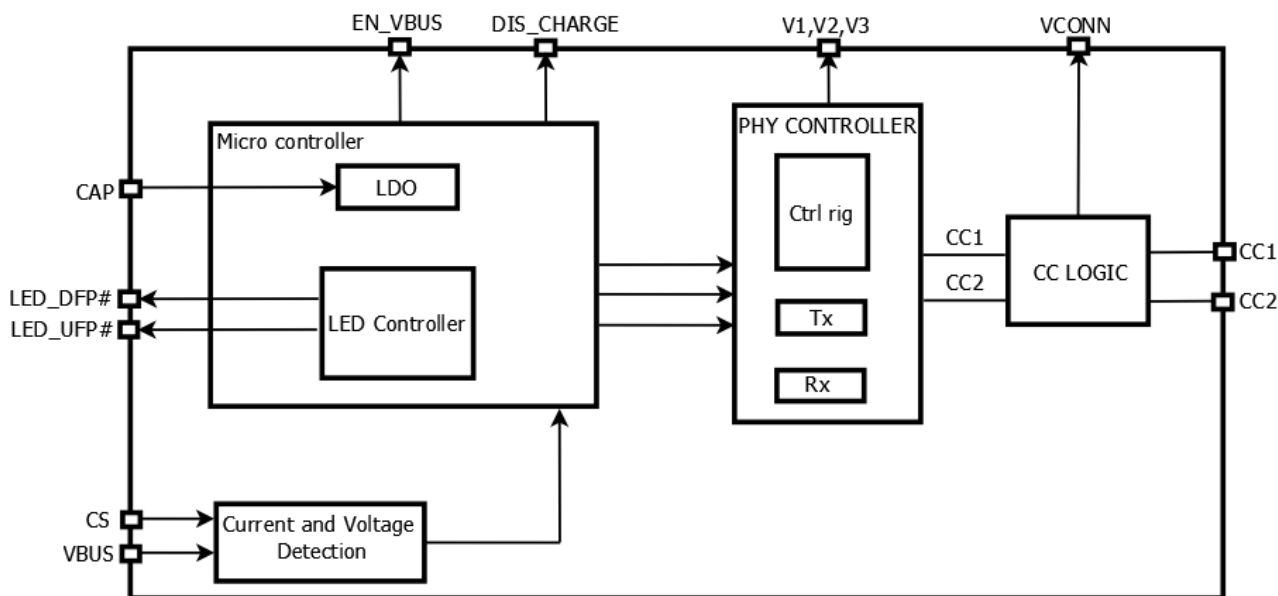 EN_VBUS DIS_CHARGE V1,V2,V3 VCONN
Micro controller
PHY CONTROLLER
CAP
LDO
Ctrl rig
CC1
CC2
CC LOGIC
CC1
CC2
LED_DFP#
LED_UFP#
LED Controller
Tx
Rx
CS
VBUS
Current and Voltage
Detection